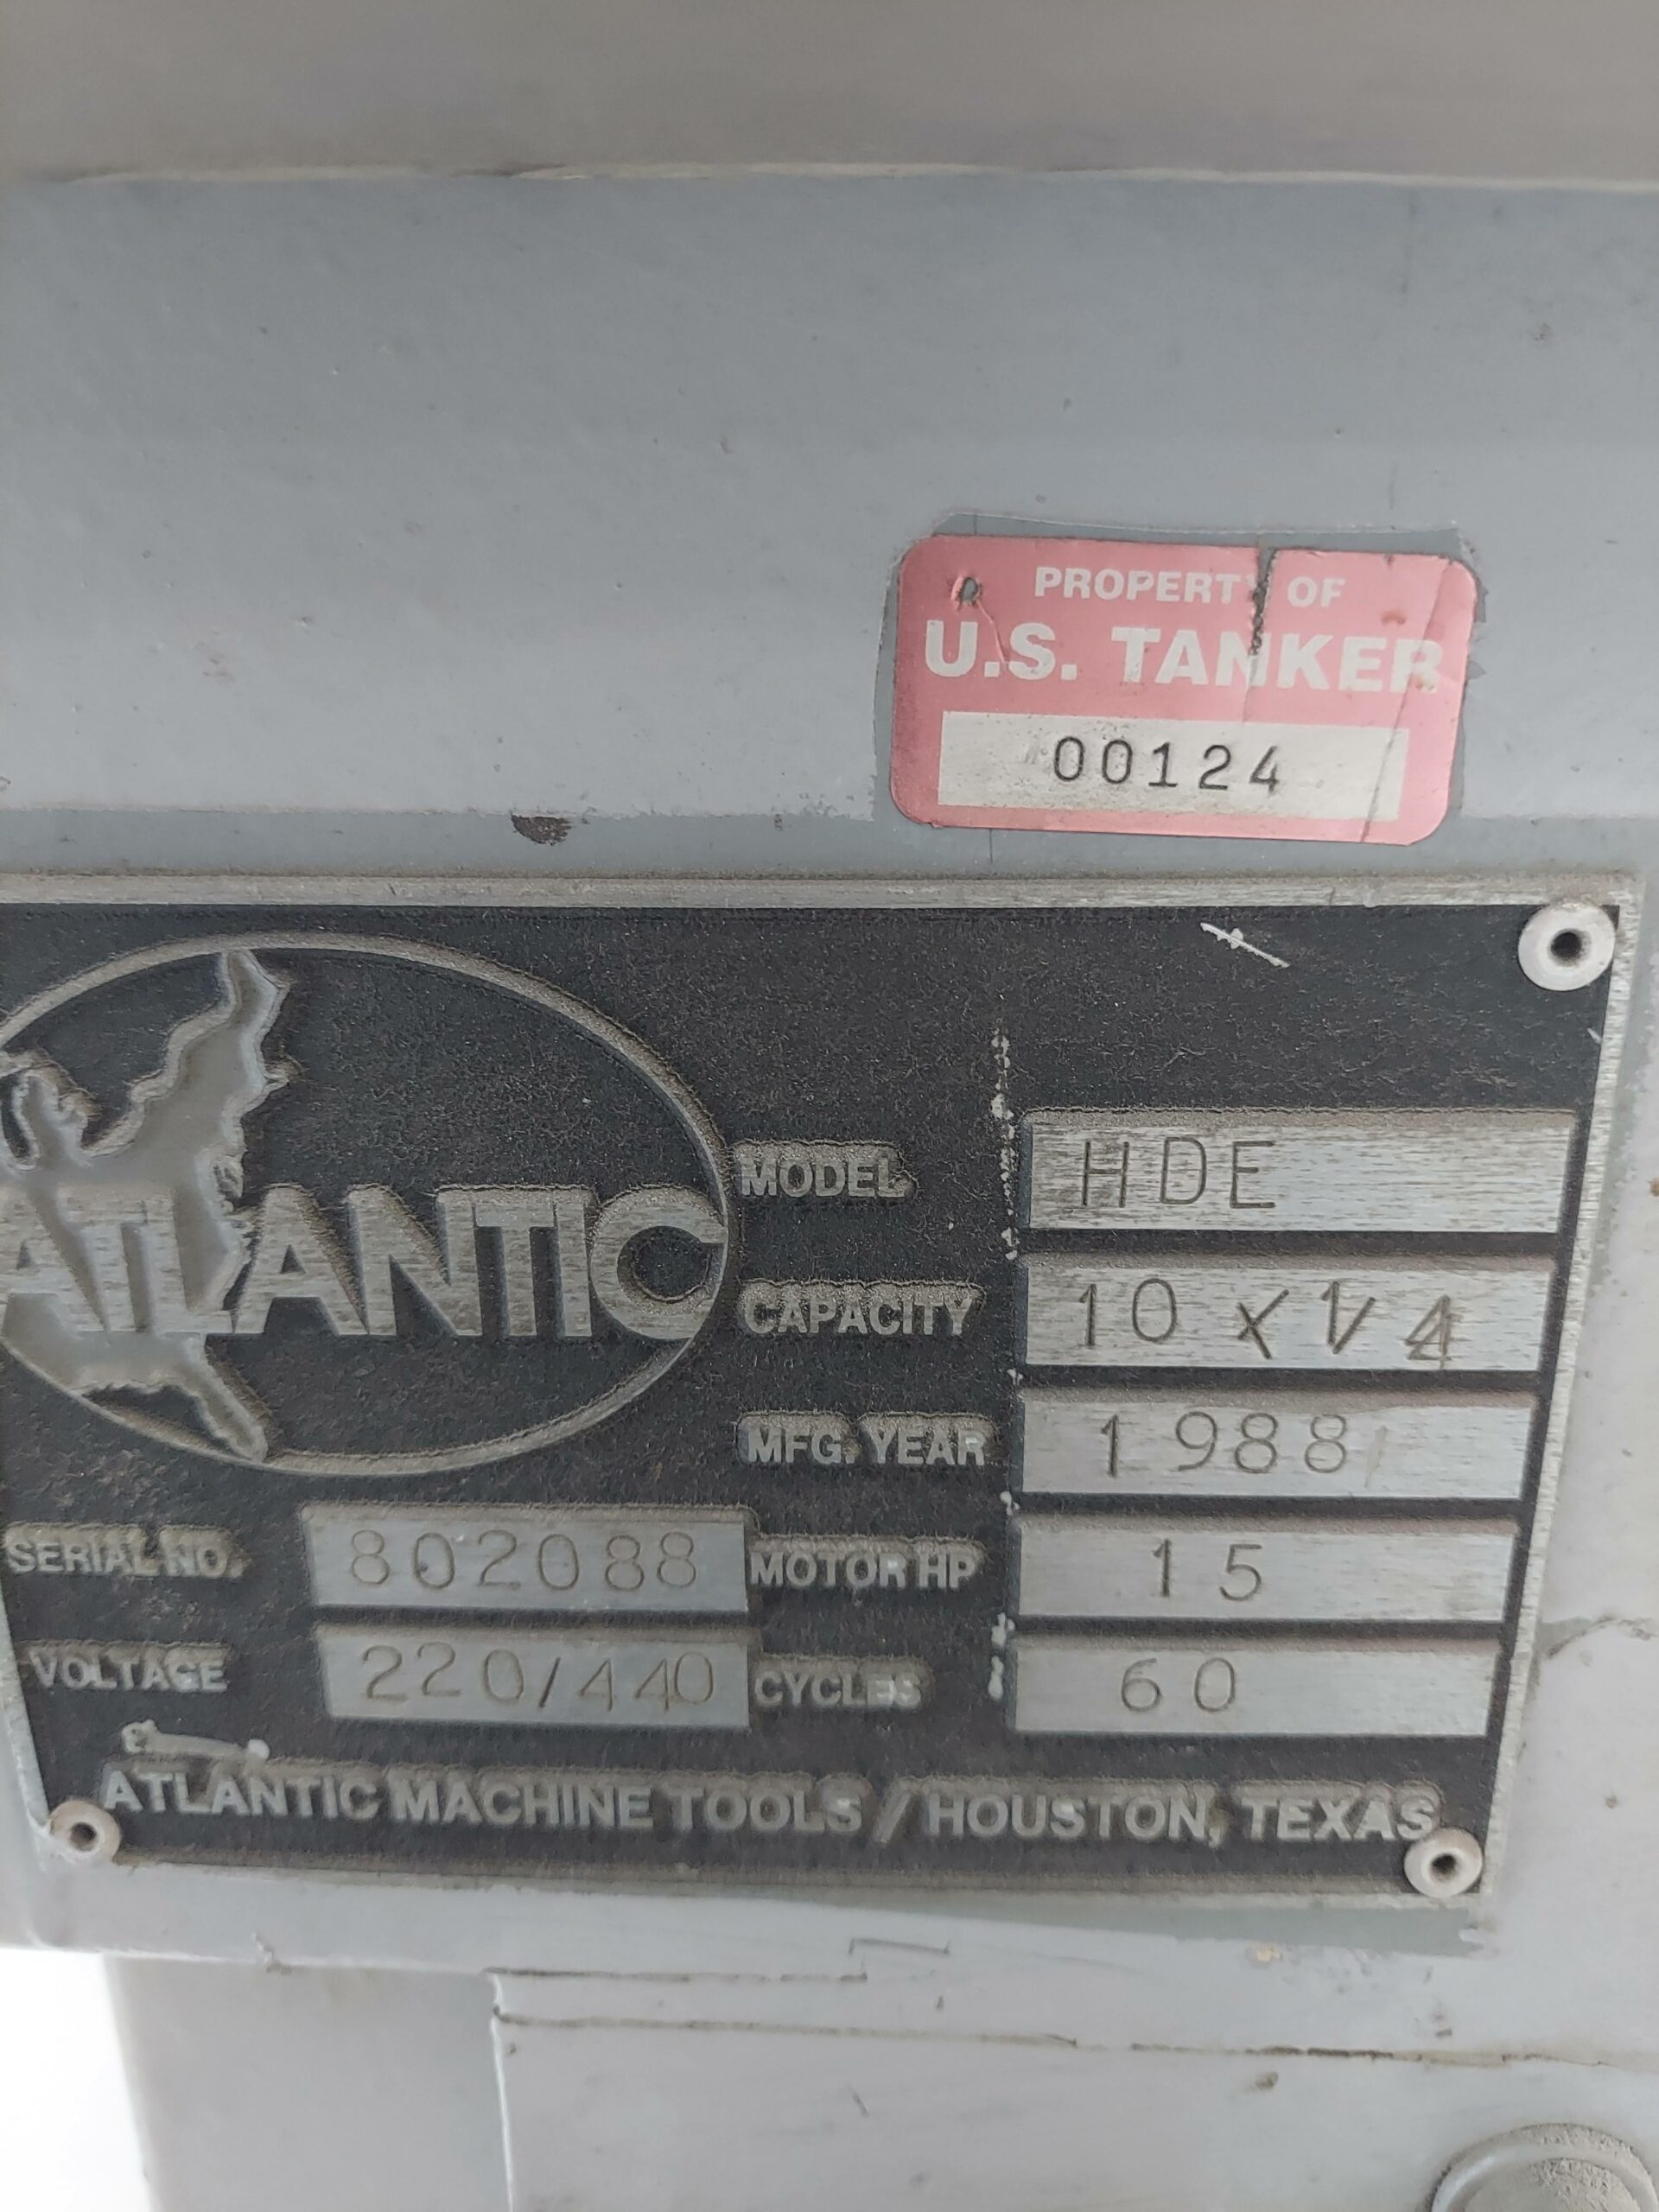 PROPERTY OF
U.S. TANKER
00124
ATLANTIC
MODEL HDE
CAPACITY 10 x 1/4
MFG. YEAR 1988
SERIAL NO. 802088 MOTOR HP 15
VOLTAGE 220/440 CYCLES 60
ATLANTIC MACHINE TOOLS / HOUSTON, TEXAS